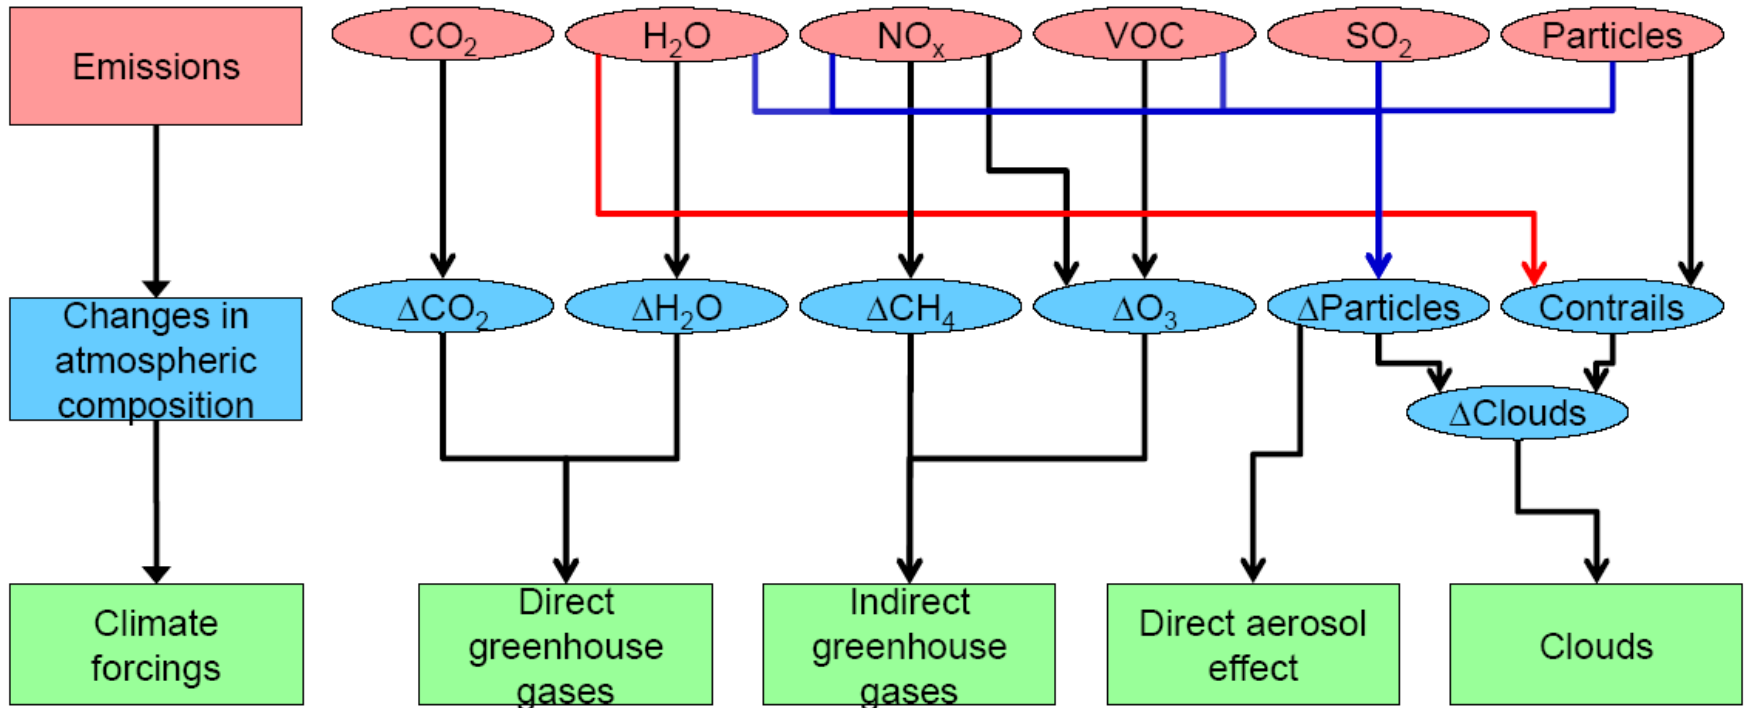 Emissions
CO₂
H₂O
NOₓ
VOC
SO₂
Particles
Changes in
atmospheric
composition
ΔCO₂
ΔH₂O
ΔCH₄
ΔO₃
ΔParticles
Contrails
ΔClouds
Climate
forcings
Direct
greenhouse
gases
Indirect
greenhouse
gases
Direct aerosol
effect
Clouds